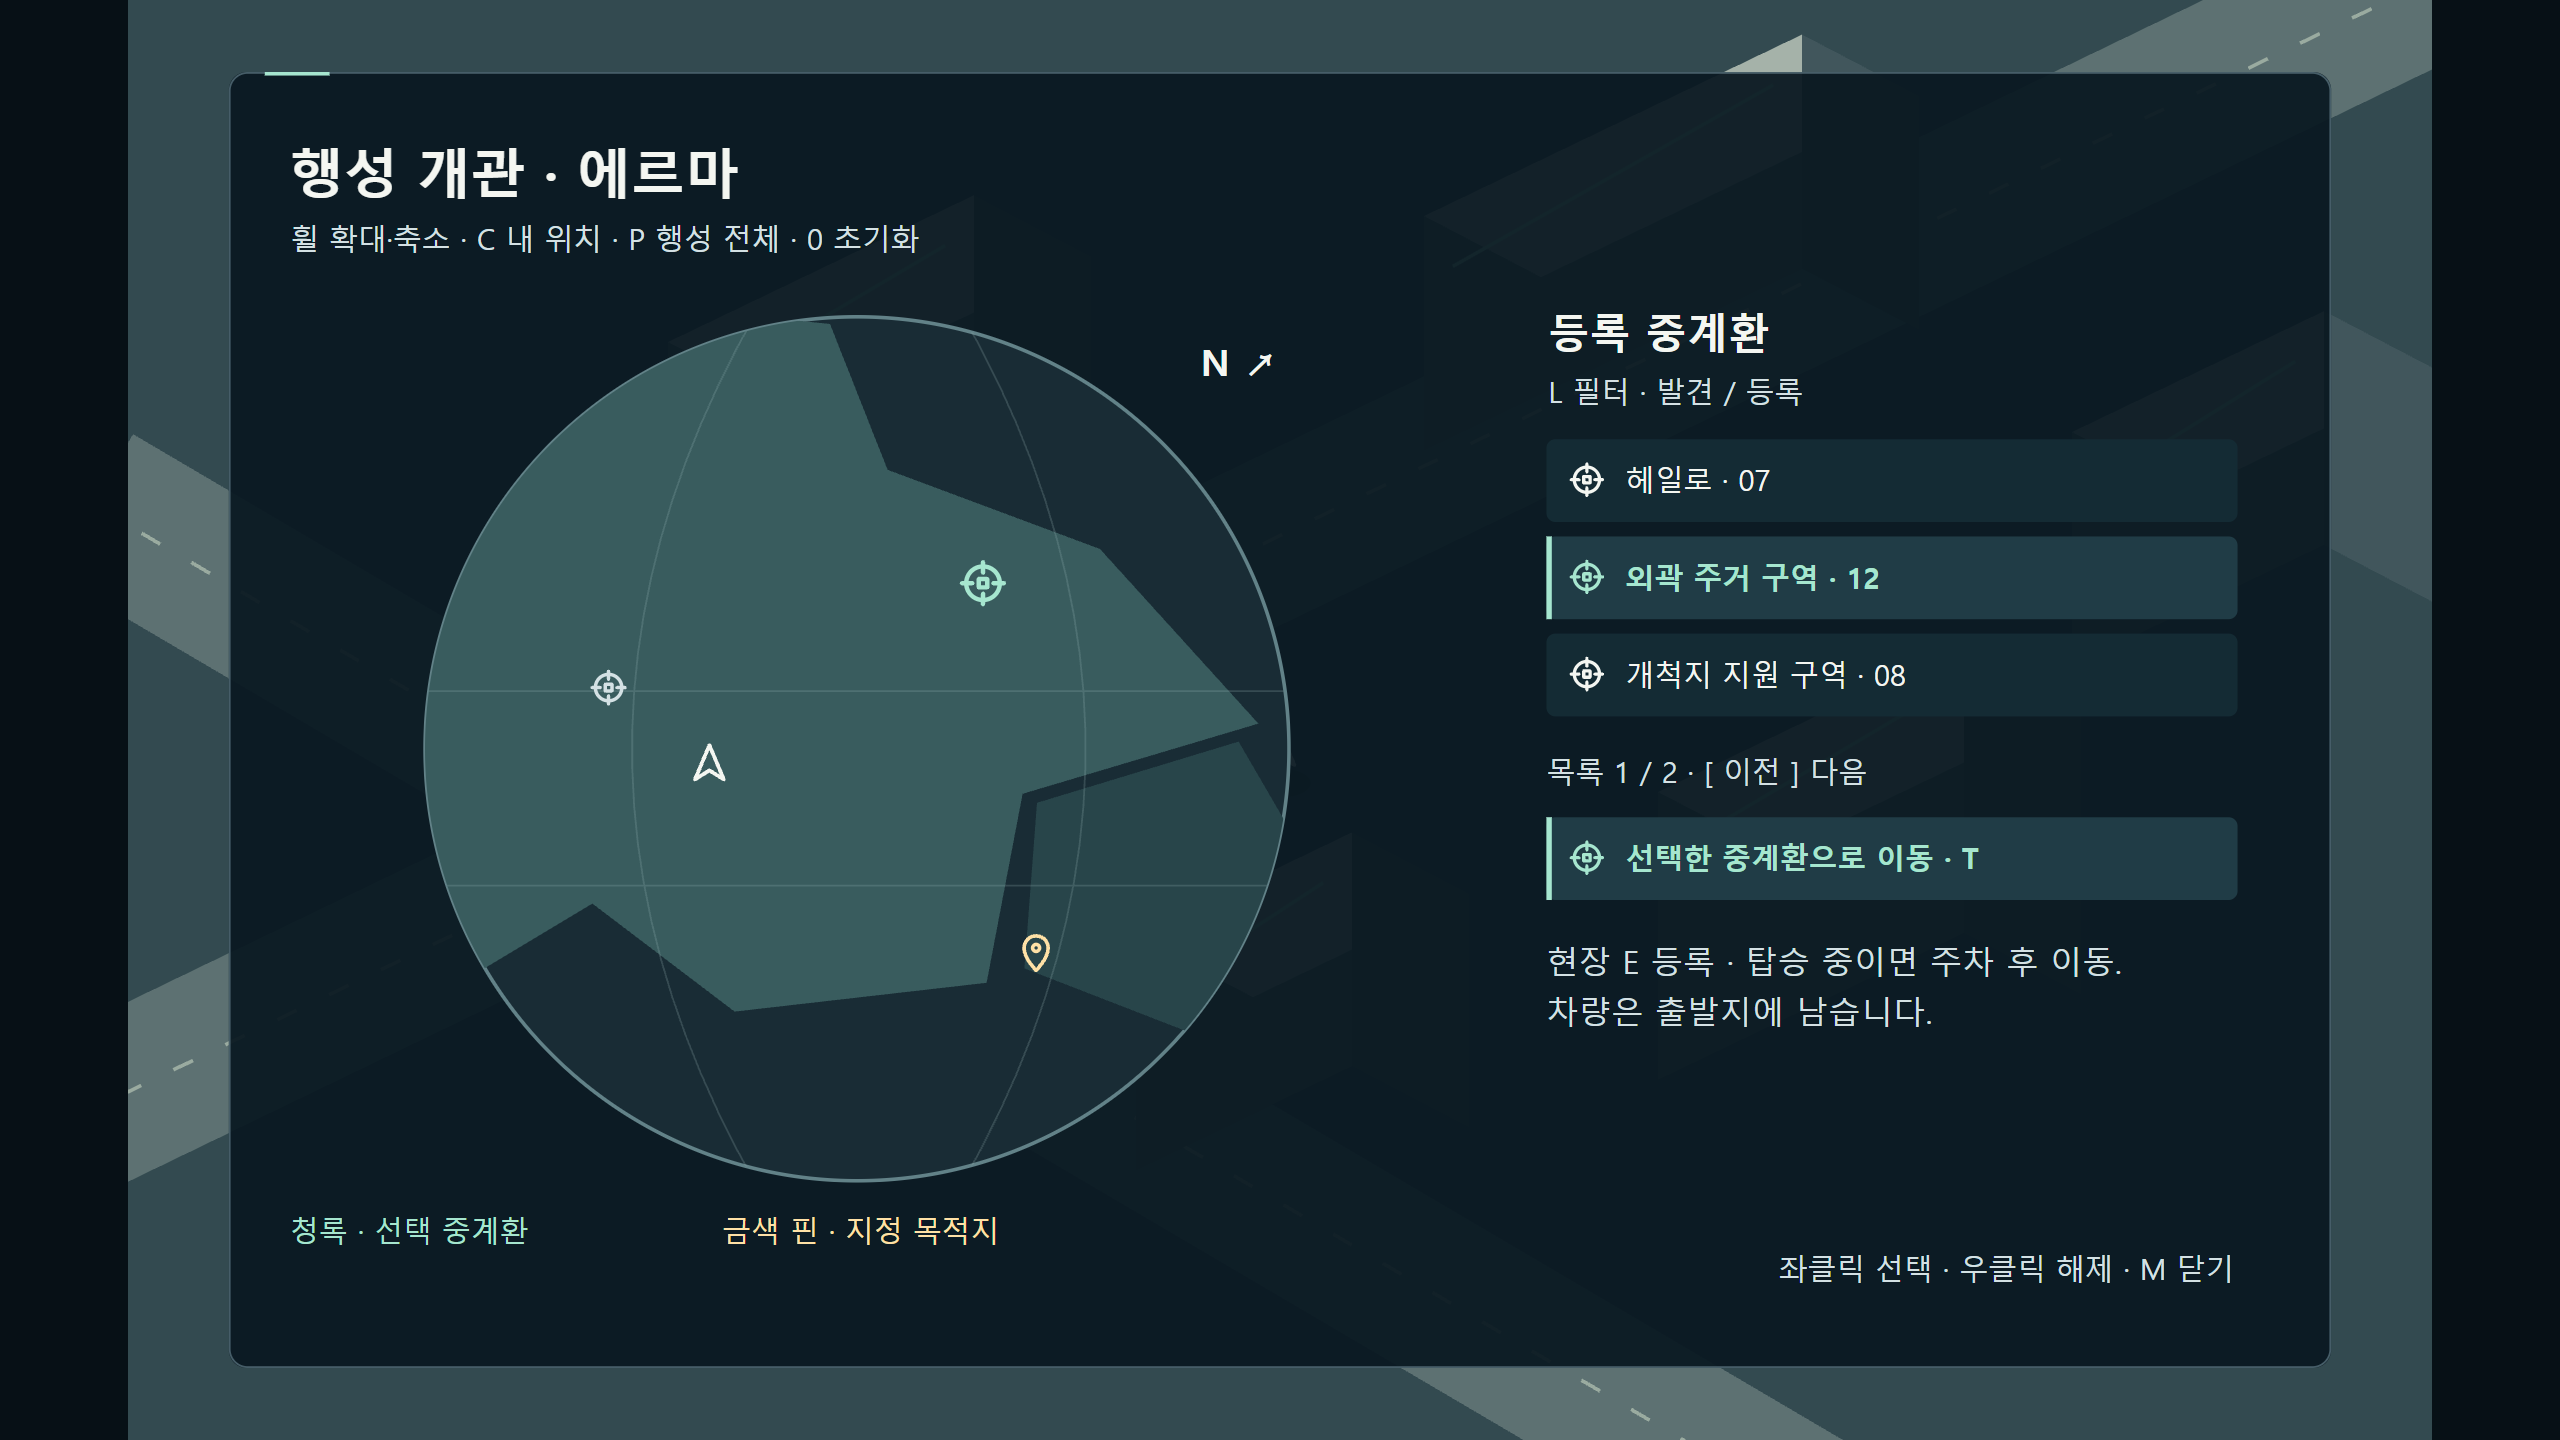 행성 개관 · 에르마
휠 확대·축소 · C 내 위치 · P 행성 전체 · 0 초기화
N ↗
등록 중계환
L 필터 · 발견 / 등록
헤일로 · 07
외곽 주거 구역 · 12
개척지 지원 구역 · 08
목록 1 / 2 · [ 이전 ] 다음
선택한 중계환으로 이동 · T
현장 E 등록 · 탑승 중이면 주차 후 이동.
차량은 출발지에 남습니다.
청록 · 선택 중계환
금색 핀 · 지정 목적지
좌클릭 선택 · 우클릭 해제 · M 닫기